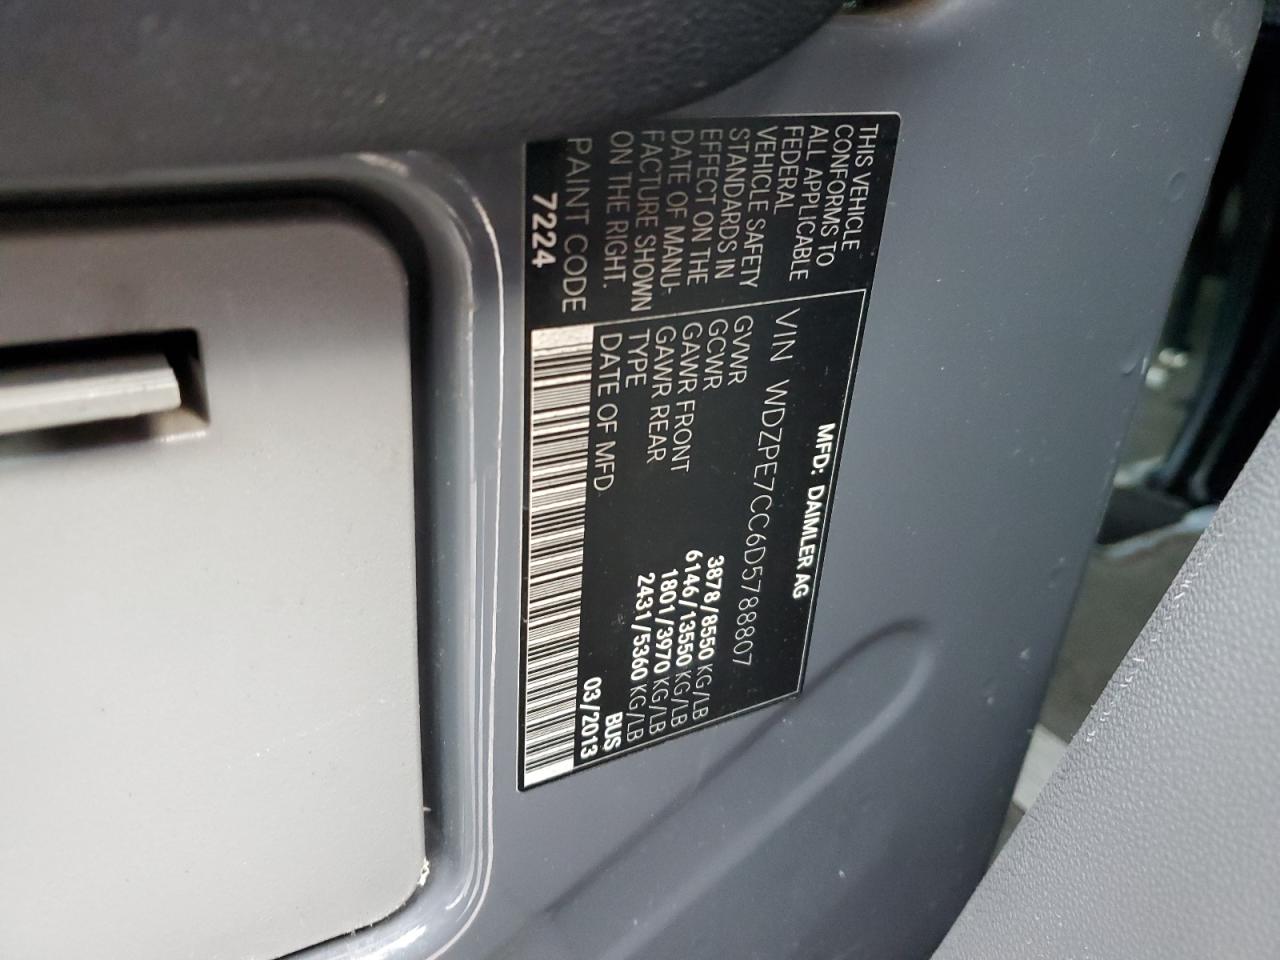 THIS VEHICLE
CONFORMS TO
ALL APPLICABLE
FEDERAL
VEHICLE SAFETY
STANDARDS IN
EFFECT ON THE
DATE OF MANU-
FACTURE SHOWN
ON THE RIGHT.
PAINT CODE
7224
MFD: DAIMLER AG
VIN WDZPE7CC6D5788807
GVWR 3878/8550 KG/LB
GCWR 6146/13550 KG/LB
GAWR FRONT 1801/3970 KG/LB
GAWR REAR 2431/5360 KG/LB
TYPE BUS
DATE OF MFD 03/2013